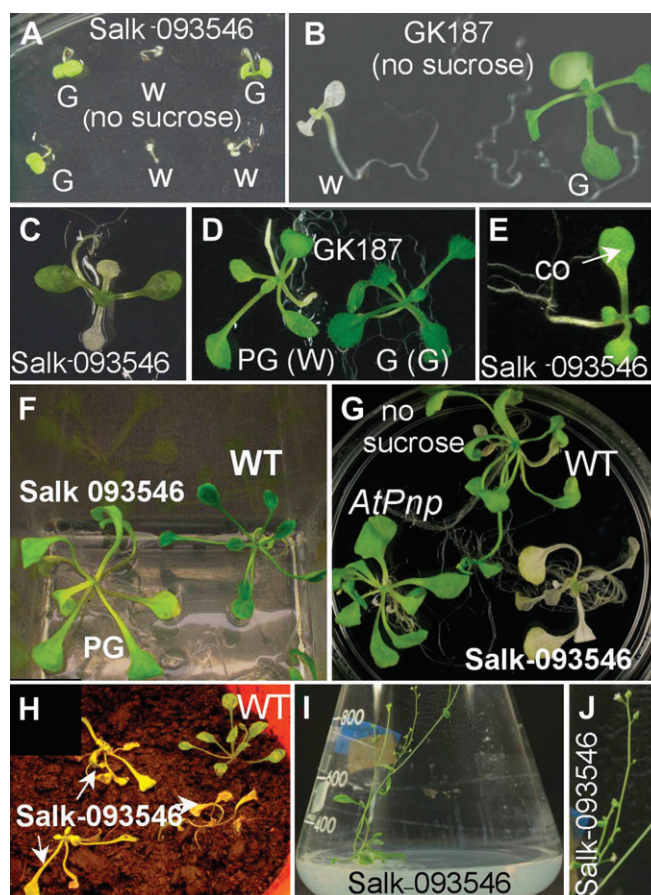 A
Salk-093546
G
w
G
(no sucrose)
G
w
w
B
GK187
(no sucrose)
w
G
C
Salk-093546
D
GK187
PG (W)
G (G)
E
co
Salk -093546
F
WT
Salk 093546
PG
G
no
sucrose
WT
AtPnp
Salk-093546
H
WT
Salk-093546
I
800
600
400
Salk-093546
J
Salk-093546